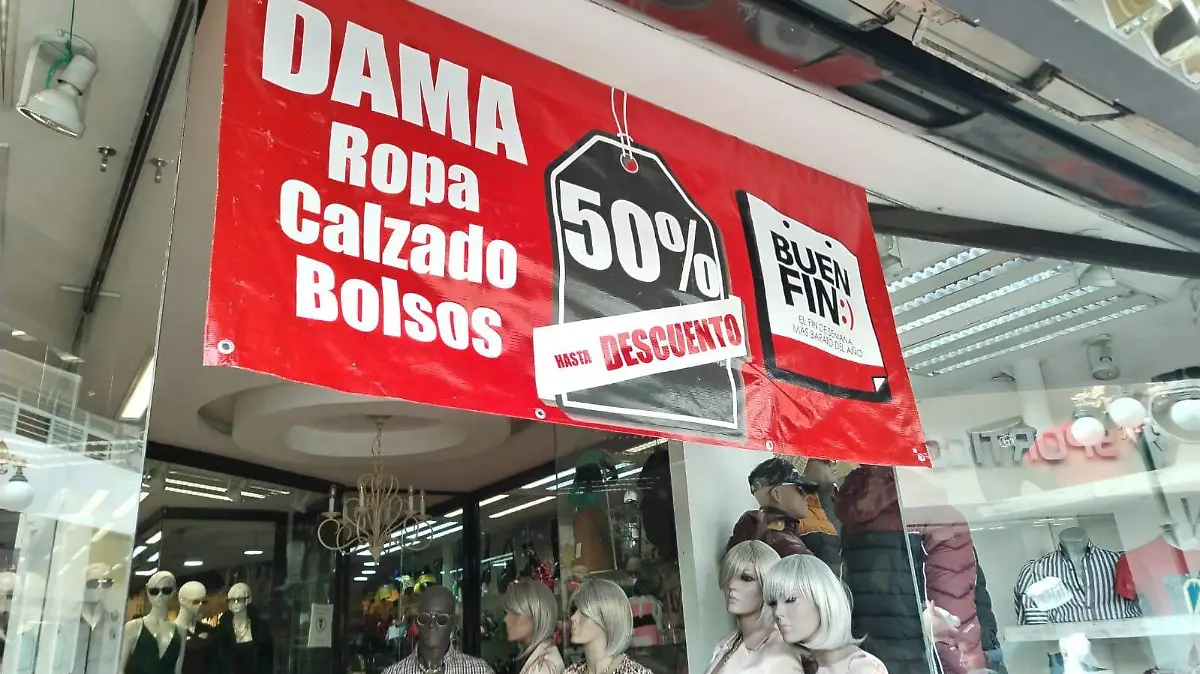 DAMA
Ropa
Calzado
Bolsos
50%
HASTA DESCUENTO
BUEN
FIN:)
EL FIN DE SEMANA
MÁS BARATO DEL AÑO